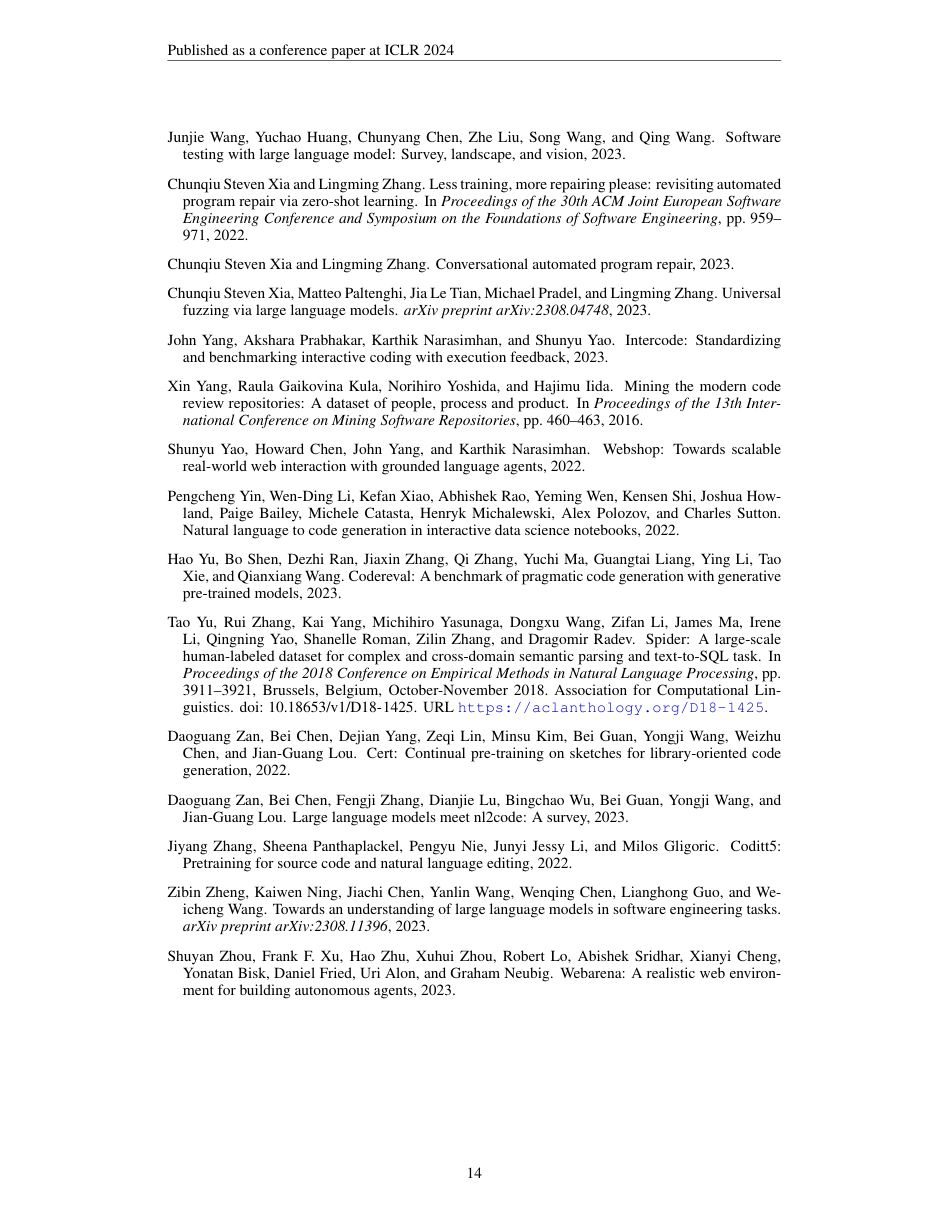 Published as a conference paper at ICLR 2024
Junjie Wang, Yuchao Huang, Chunyang Chen, Zhe Liu, Song Wang, and Qing Wang. Software
testing with large language model: Survey, landscape, and vision, 2023.
Chunqiu Steven Xia and Lingming Zhang. Less training, more repairing please: revisiting automated
program repair via zero-shot learning. In Proceedings of the 30th ACM Joint European Software
Engineering Conference and Symposium on the Foundations of Software Engineering, pp. 959–
971, 2022.
Chunqiu Steven Xia and Lingming Zhang. Conversational automated program repair, 2023.
Chunqiu Steven Xia, Matteo Paltenghi, Jia Le Tian, Michael Pradel, and Lingming Zhang. Universal
fuzzing via large language models. arXiv preprint arXiv:2308.04748, 2023.
John Yang, Akshara Prabhakar, Karthik Narasimhan, and Shunyu Yao. Intercode: Standardizing
and benchmarking interactive coding with execution feedback, 2023.
Xin Yang, Raula Gaikovina Kula, Norihiro Yoshida, and Hajimu Iida. Mining the modern code
review repositories: A dataset of people, process and product. In Proceedings of the 13th Inter-
national Conference on Mining Software Repositories, pp. 460–463, 2016.
Shunyu Yao, Howard Chen, John Yang, and Karthik Narasimhan. Webshop: Towards scalable
real-world web interaction with grounded language agents, 2022.
Pengcheng Yin, Wen-Ding Li, Kefan Xiao, Abhishek Rao, Yeming Wen, Kensen Shi, Joshua How-
land, Paige Bailey, Michele Catasta, Henryk Michalewski, Alex Polozov, and Charles Sutton.
Natural language to code generation in interactive data science notebooks, 2022.
Hao Yu, Bo Shen, Dezhi Ran, Jiaxin Zhang, Qi Zhang, Yuchi Ma, Guangtai Liang, Ying Li, Tao
Xie, and Qianxiang Wang. Codereval: A benchmark of pragmatic code generation with generative
pre-trained models, 2023.
Tao Yu, Rui Zhang, Kai Yang, Michihiro Yasunaga, Dongxu Wang, Zifan Li, James Ma, Irene
Li, Qingning Yao, Shanelle Roman, Zilin Zhang, and Dragomir Radev. Spider: A large-scale
human-labeled dataset for complex and cross-domain semantic parsing and text-to-SQL task. In
Proceedings of the 2018 Conference on Empirical Methods in Natural Language Processing, pp.
3911–3921, Brussels, Belgium, October-November 2018. Association for Computational Lin-
guistics. doi: 10.18653/v1/D18-1425. URL https://aclanthology.org/D18-1425.
Daoguang Zan, Bei Chen, Dejian Yang, Zeqi Lin, Minsu Kim, Bei Guan, Yongji Wang, Weizhu
Chen, and Jian-Guang Lou. Cert: Continual pre-training on sketches for library-oriented code
generation, 2022.
Daoguang Zan, Bei Chen, Fengji Zhang, Dianjie Lu, Bingchao Wu, Bei Guan, Yongji Wang, and
Jian-Guang Lou. Large language models meet nl2code: A survey, 2023.
Jiyang Zhang, Sheena Panthaplackel, Pengyu Nie, Junyi Jessy Li, and Milos Gligoric. Coditt5:
Pretraining for source code and natural language editing, 2022.
Zibin Zheng, Kaiwen Ning, Jiachi Chen, Yanlin Wang, Wenqing Chen, Lianghong Guo, and We-
icheng Wang. Towards an understanding of large language models in software engineering tasks.
arXiv preprint arXiv:2308.11396, 2023.
Shuyan Zhou, Frank F. Xu, Hao Zhu, Xuhui Zhou, Robert Lo, Abishek Sridhar, Xianyi Cheng,
Yonatan Bisk, Daniel Fried, Uri Alon, and Graham Neubig. Webarena: A realistic web environ-
ment for building autonomous agents, 2023.
14